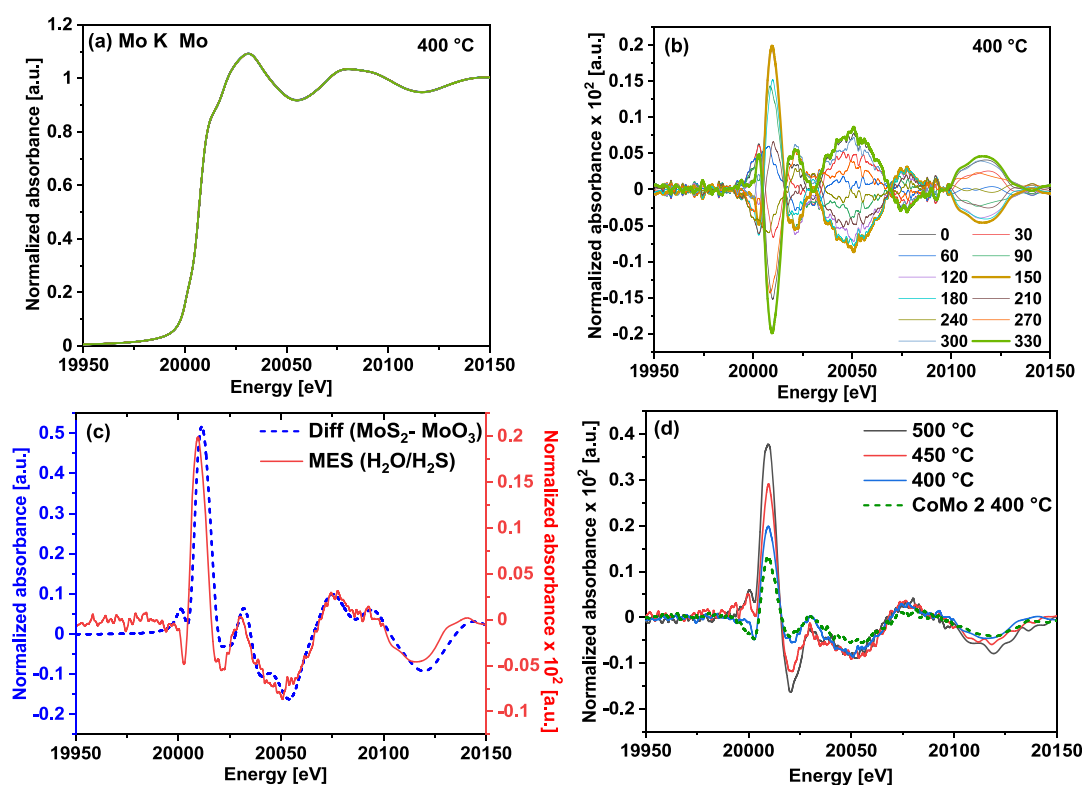 (a) Mo K Mo
400 °C
1.2
1
0.8
0.6
0.4
0.2
0
19950 20000 20050 20100 20150
Energy [eV]
Normalized absorbance [a.u.]
(b)
400 °C
0.2
0.15
0.1
0.05
0
-0.05
-0.1
-0.15
-0.2
0 30
60 90
120 150
180 210
240 270
300 330
19950 20000 20050 20100 20150
Energy [eV]
Normalized absorbance x 10² [a.u.]
(c)
Diff (MoS₂- MoO₃)
MES (H₂O/H₂S)
0.5
0.4
0.3
0.2
0.1
0
-0.1
-0.2
0.2
0.15
0.1
0.05
0
-0.05
-0.1
19950 20000 20050 20100 20150
Energy [eV]
Normalized absorbance [a.u.]
Normalized absorbance x 10² [a.u.]
(d)
500 °C
450 °C
400 °C
CoMo 2 400 °C
0.4
0.3
0.2
0.1
0
-0.1
-0.2
19950 20000 20050 20100 20150
Energy [eV]
Normalized absorbance x 10² [a.u.]